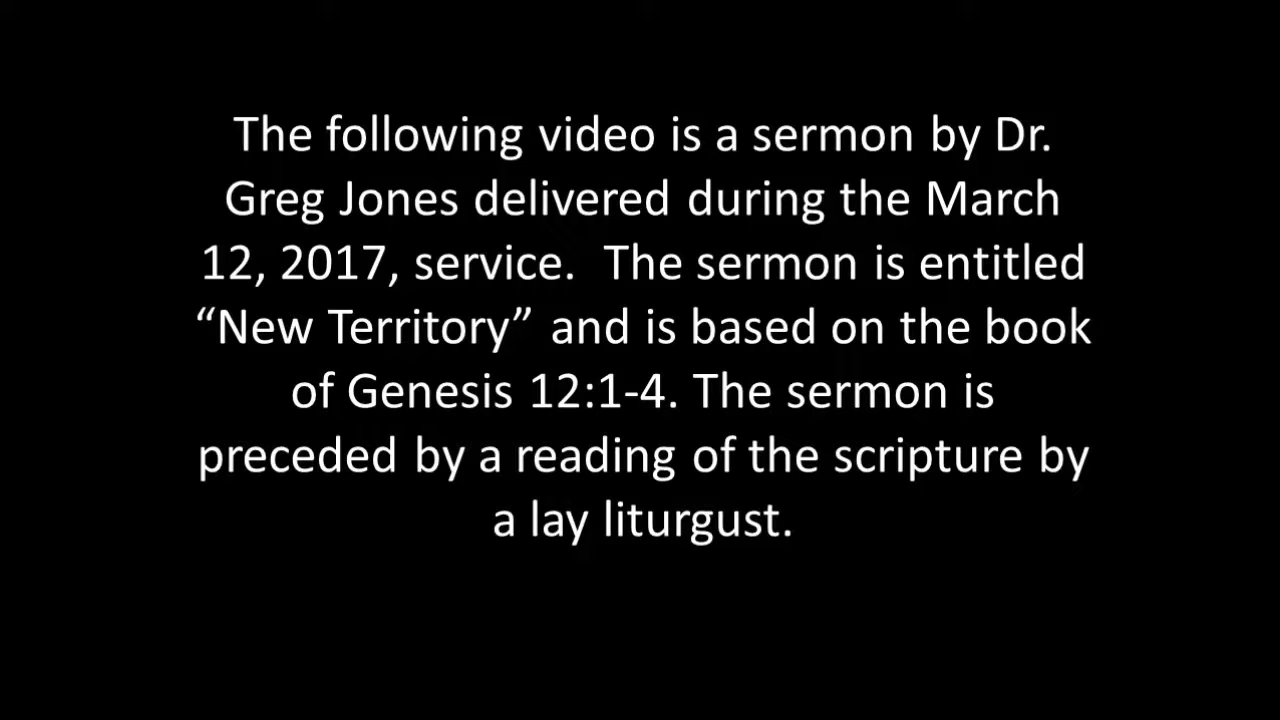 The following video is a sermon by Dr.
Greg Jones delivered during the March
12, 2017, service.  The sermon is entitled
“New Territory” and is based on the book
of Genesis 12:1-4. The sermon is
preceded by a reading of the scripture by
a lay liturgust.